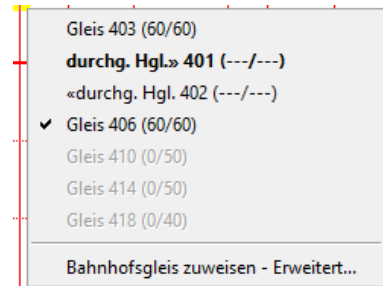 Gleis 403 (60/60)
durchg. Hgl.» 401 (---/---)
«durchg. Hgl. 402 (---/---)
Gleis 406 (60/60)
Gleis 410 (0/50)
Gleis 414 (0/50)
Gleis 418 (0/40)
Bahnhofsgleis zuweisen - Erweitert...